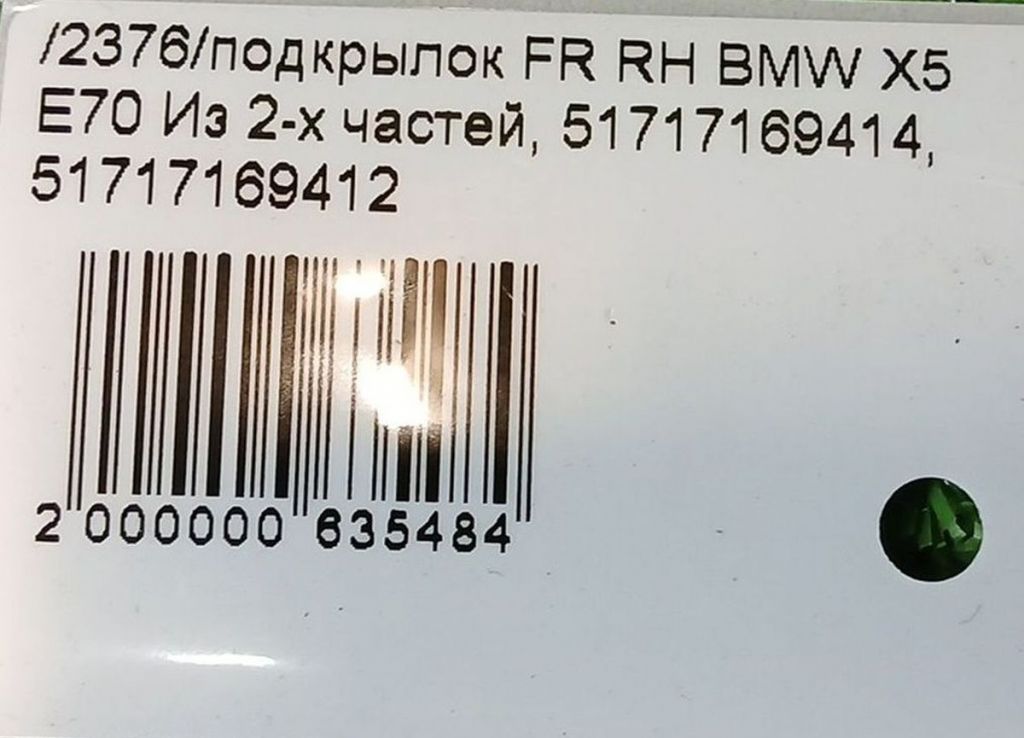 /2376/подкрылок FR RH BMW X5
E70 Из 2-х частей, 51717169414,
51717169412
2 000000 635484